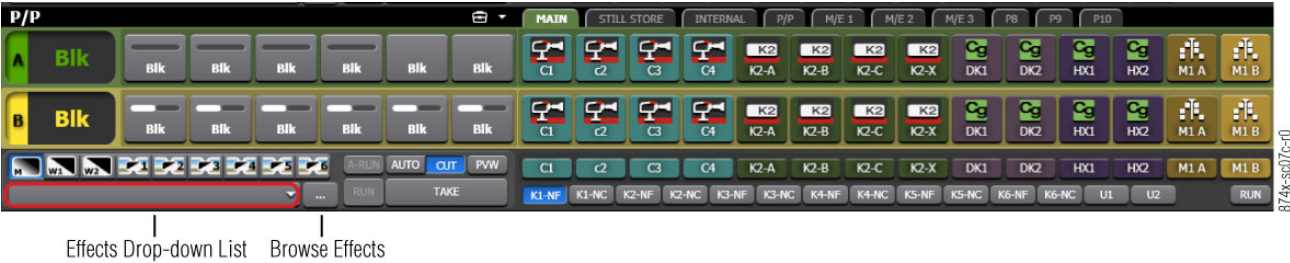 P/P
MAIN STILL STORE INTERNAL P/P M/E 1 M/E 2 M/E 3 P8 P9 P10
A Blk Blk Blk Blk Blk Blk Blk C1 c2 C3 C4 K2 K2-A K2 K2-B K2 K2-C K2 K2-X Cg DK1 Cg DK2 Cg HX1 Cg HX2 M1 A M1 B
B Blk Blk Blk Blk Blk Blk Blk C1 c2 C3 C4 K2 K2-A K2 K2-B K2 K2-C K2 K2-X Cg DK1 Cg DK2 Cg HX1 Cg HX2 M1 A M1 B
M W1 W2 1 2 3 4 5 6 A-RUN AUTO CUT PVW C1 c2 C3 C4 K2-A K2-B K2-C K2-X DK1 DK2 HX1 HX2 M1 A M1 B
... RUN TAKE K1-NF K1-NC K2-NF K2-NC K3-NF K3-NC K4-NF K4-NC K5-NF K5-NC K6-NF K6-NC U1 U2 RUN
874x-sc07c-r0
Effects Drop-down List Browse Effects